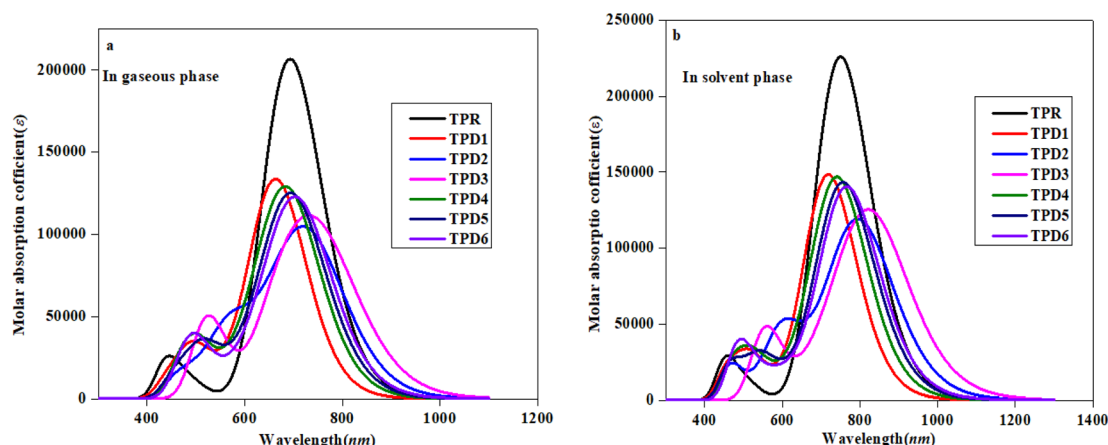 a
In gaseous phase
200000
150000
100000
50000
0
TPR
TPD1
TPD2
TPD3
TPD4
TPD5
TPD6
Molar absorption cofficient(ε)
400
600
800
1000
1200
Wavelength(nm)
b
In solvent phase
250000
200000
150000
100000
50000
0
TPR
TPD1
TPD2
TPD3
TPD4
TPD5
TPD6
Molar absorptio cofficient(ε)
400
600
800
1000
1200
1400
Wavelength(nm)